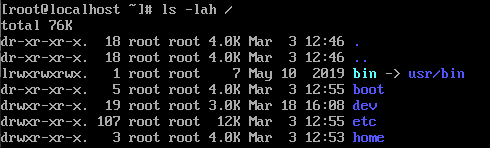 [root@localhost ~]# ls -lah /
total 76K
dr-xr-xr-x.  18 root root 4.0K Mar  3 12:46 .
dr-xr-xr-x.  18 root root 4.0K Mar  3 12:46 ..
lrwxrwxrwx.   1 root root    7 May 10  2019 bin -> usr/bin
dr-xr-xr-x.   5 root root 4.0K Mar  3 12:55 boot
drwxr-xr-x.  19 root root 3.0K Mar 18 16:08 dev
drwxr-xr-x. 107 root root  12K Mar  3 12:55 etc
drwxr-xr-x.   3 root root 4.0K Mar  3 12:53 home